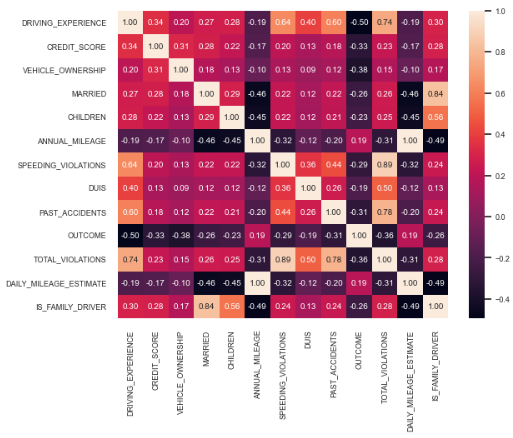 DRIVING_EXPERIENCE 1.00 0.34 0.20 0.27 0.28 -0.19 0.64 0.40 0.60 -0.50 0.74 -0.19 0.30
CREDIT_SCORE 0.34 1.00 0.31 0.28 0.22 -0.17 0.20 0.13 0.18 -0.33 0.23 -0.17 0.28
VEHICLE_OWNERSHIP 0.20 0.31 1.00 0.18 0.13 -0.10 0.13 0.09 0.12 -0.38 0.15 -0.10 0.17
MARRIED 0.27 0.28 0.18 1.00 0.29 -0.46 0.22 0.12 0.22 -0.26 0.26 -0.46 0.84
CHILDREN 0.28 0.22 0.13 0.29 1.00 -0.45 0.22 0.12 0.21 -0.23 0.25 -0.45 0.56
ANNUAL_MILEAGE -0.19 -0.17 -0.10 -0.46 -0.45 1.00 -0.32 -0.12 -0.20 0.19 -0.31 1.00 -0.49
SPEEDING_VIOLATIONS 0.64 0.20 0.13 0.22 0.22 -0.32 1.00 0.36 0.44 -0.29 0.89 -0.32 0.24
DUIS 0.40 0.13 0.09 0.12 0.12 -0.12 0.36 1.00 0.26 -0.19 0.50 -0.12 0.13
PAST_ACCIDENTS 0.60 0.18 0.12 0.22 0.21 -0.20 0.44 0.26 1.00 -0.31 0.78 -0.20 0.24
OUTCOME -0.50 -0.33 -0.38 -0.26 -0.23 0.19 -0.29 -0.19 -0.31 1.00 -0.36 0.19 -0.26
TOTAL_VIOLATIONS 0.74 0.23 0.15 0.26 0.25 -0.31 0.89 0.50 0.78 -0.36 1.00 -0.31 0.28
DAILY_MILEAGE_ESTIMATE -0.19 -0.17 -0.10 -0.46 -0.45 1.00 -0.32 -0.12 -0.20 0.19 -0.31 1.00 -0.49
IS_FAMILY_DRIVER 0.30 0.28 0.17 0.84 0.56 -0.49 0.24 0.13 0.24 -0.26 0.28 -0.49 1.00
DRIVING_EXPERIENCE
CREDIT_SCORE
VEHICLE_OWNERSHIP
MARRIED
CHILDREN
ANNUAL_MILEAGE
SPEEDING_VIOLATIONS
DUIS
PAST_ACCIDENTS
OUTCOME
TOTAL_VIOLATIONS
DAILY_MILEAGE_ESTIMATE
IS_FAMILY_DRIVER
1.0
0.8
0.6
0.4
0.2
0.0
-0.2
-0.4